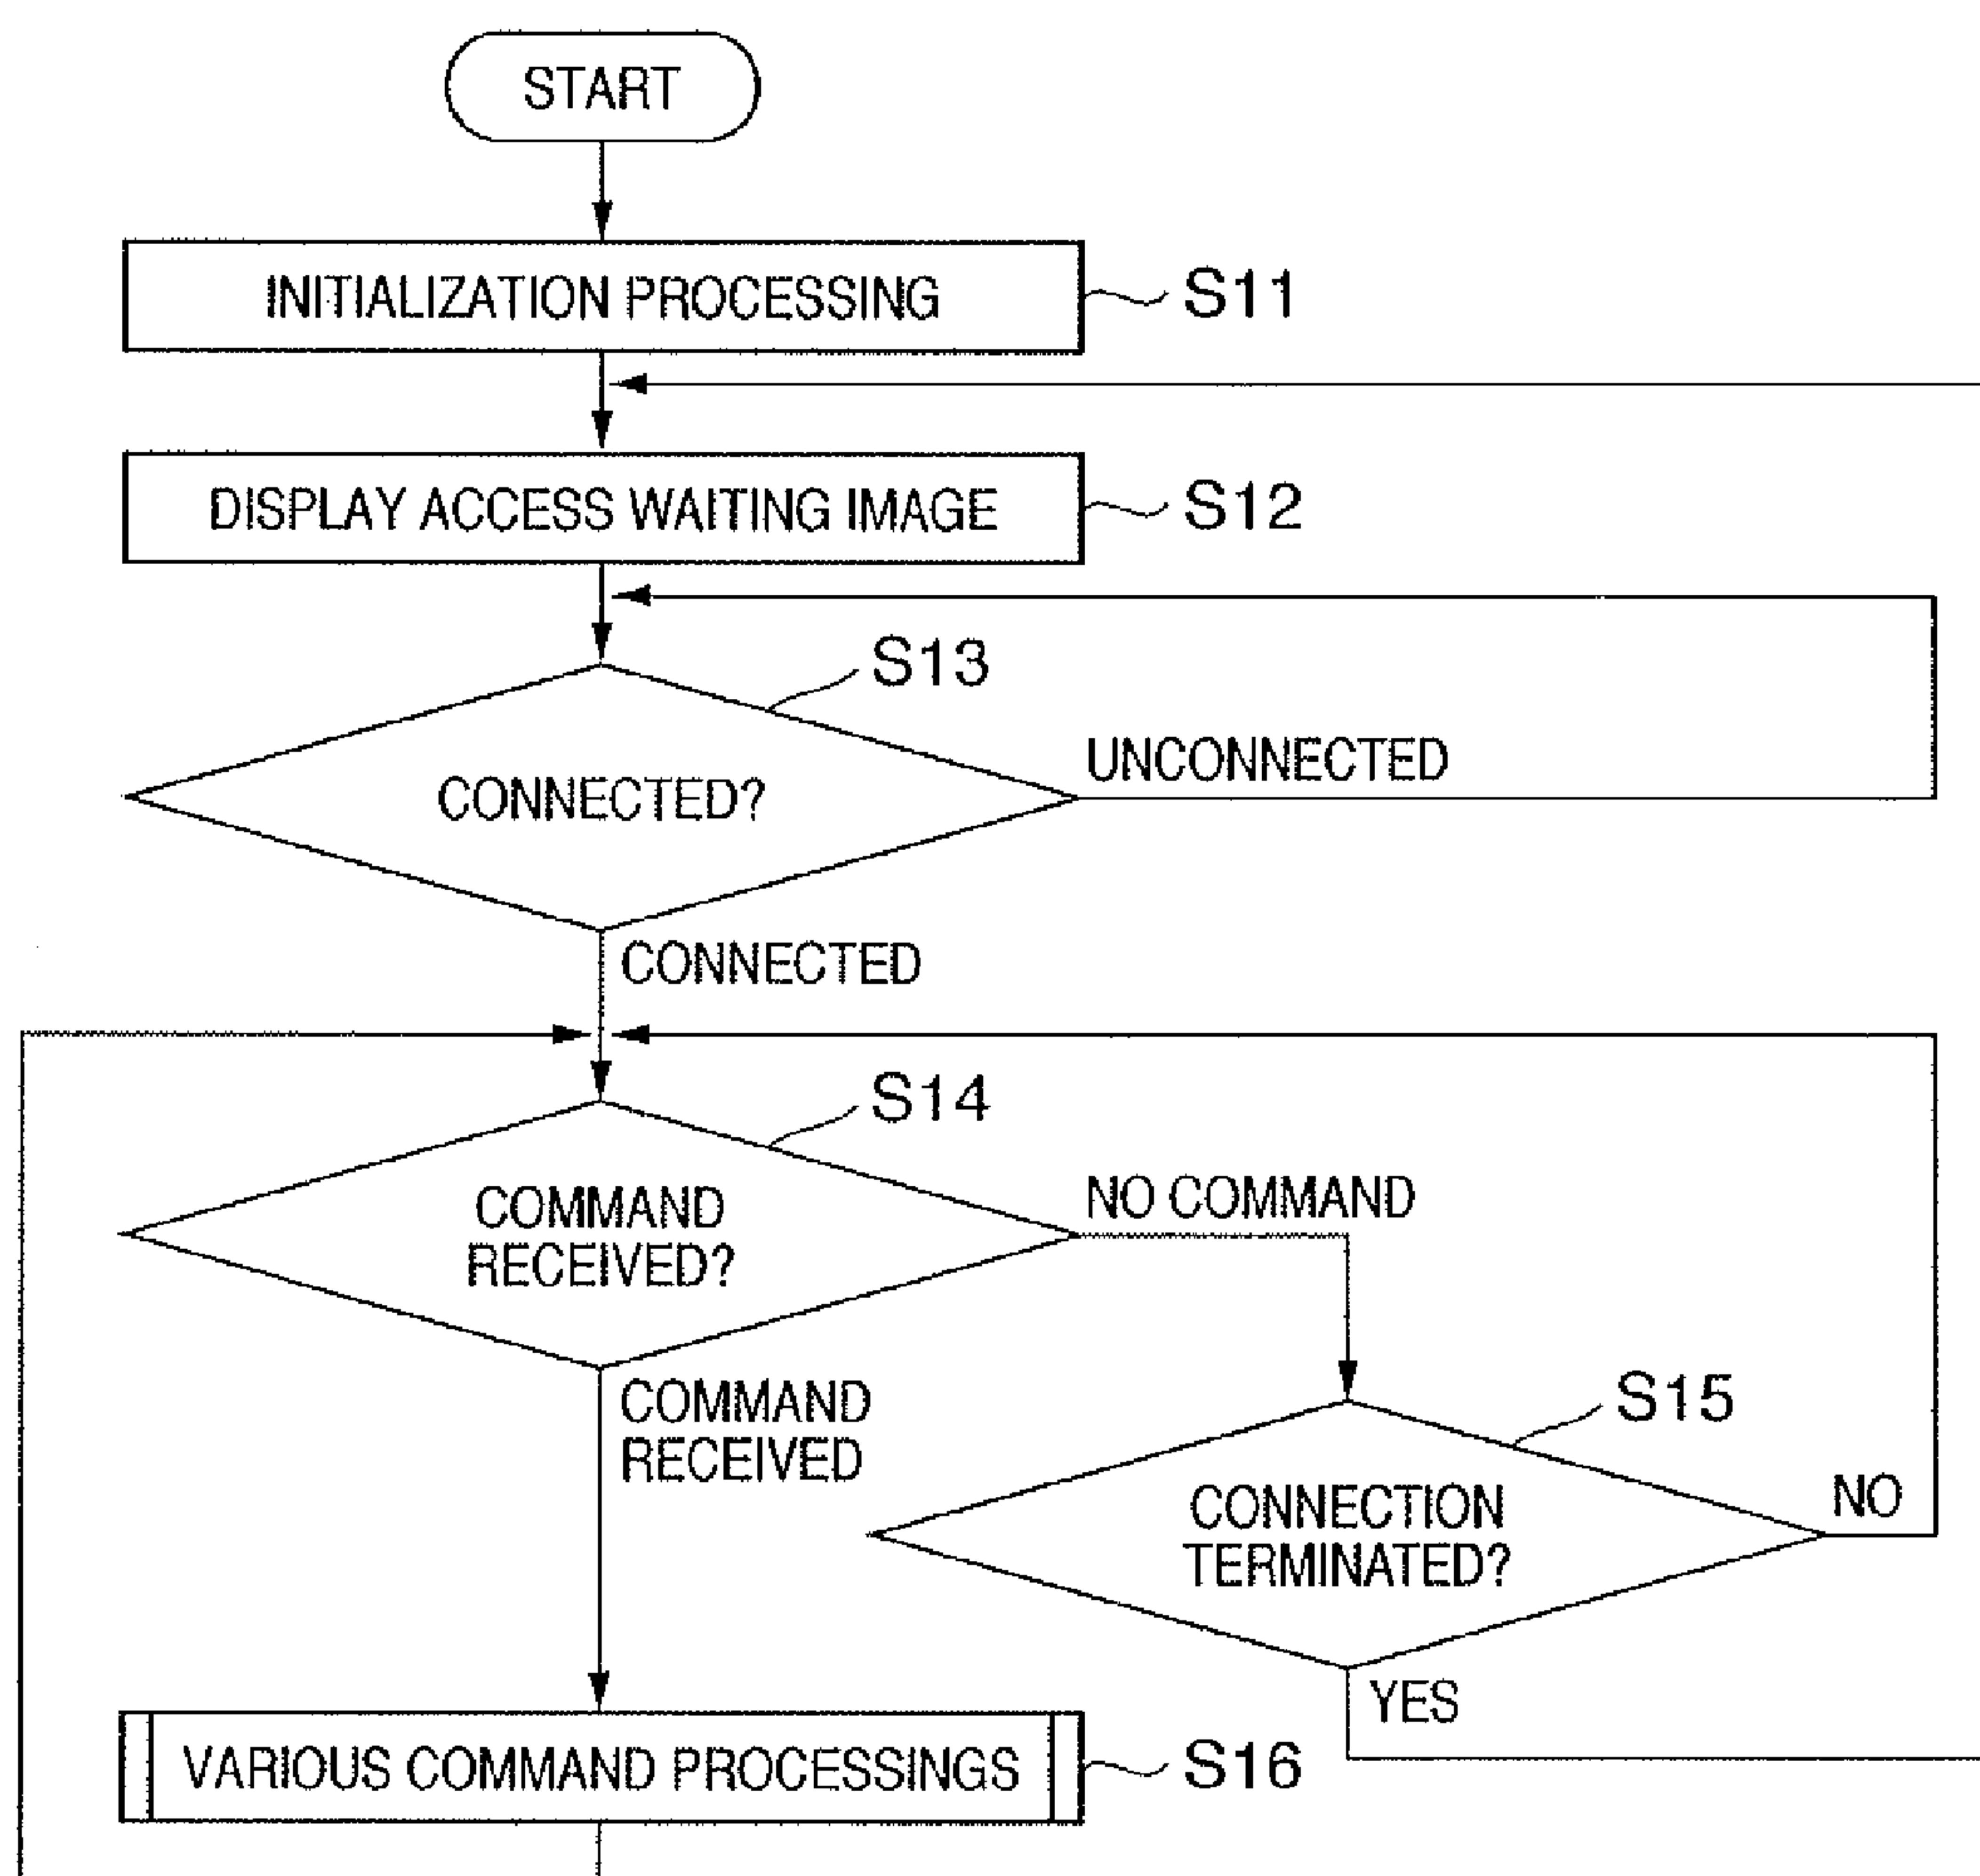 START
INITIALIZATION PROCESSING
S11
DISPLAY ACCESS WAITING IMAGE
S12
S13
CONNECTED?
UNCONNECTED
CONNECTED
S14
COMMAND
RECEIVED?
NO COMMAND
COMMAND
RECEIVED
S15
CONNECTION
TERMINATED?
NO
YES
VARIOUS COMMAND PROCESSINGS
S16